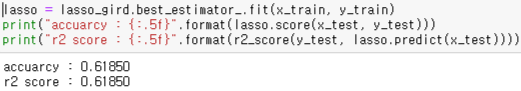 lasso = lasso_gird.best_estimator_.fit(x_train, y_train)
print("accuarcy : {:.5f}".format(lasso.score(x_test, y_test)))
print("r2 score : {:.5f}".format(r2_score(y_test, lasso.predict(x_test))))
accuarcy : 0.61850
r2 score : 0.61850